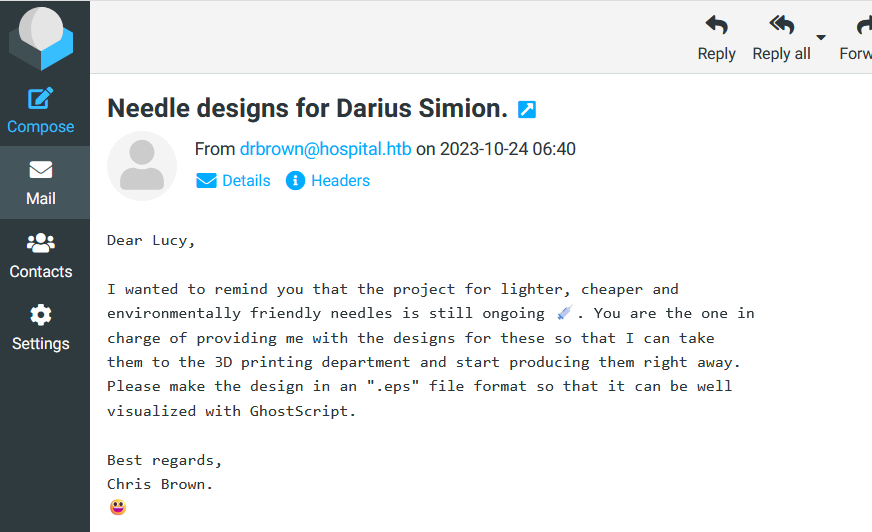 Reply
Reply all
Forw
Compose
Mail
Contacts
Settings
Needle designs for Darius Simion.
From drbrown@hospital.htb on 2023-10-24 06:40
Details Headers
Dear Lucy,
I wanted to remind you that the project for lighter, cheaper and
environmentally friendly needles is still ongoing 💉. You are the one in
charge of providing me with the designs for these so that I can take
them to the 3D printing department and start producing them right away.
Please make the design in an ".eps" file format so that it can be well
visualized with GhostScript.
Best regards,
Chris Brown.
😃